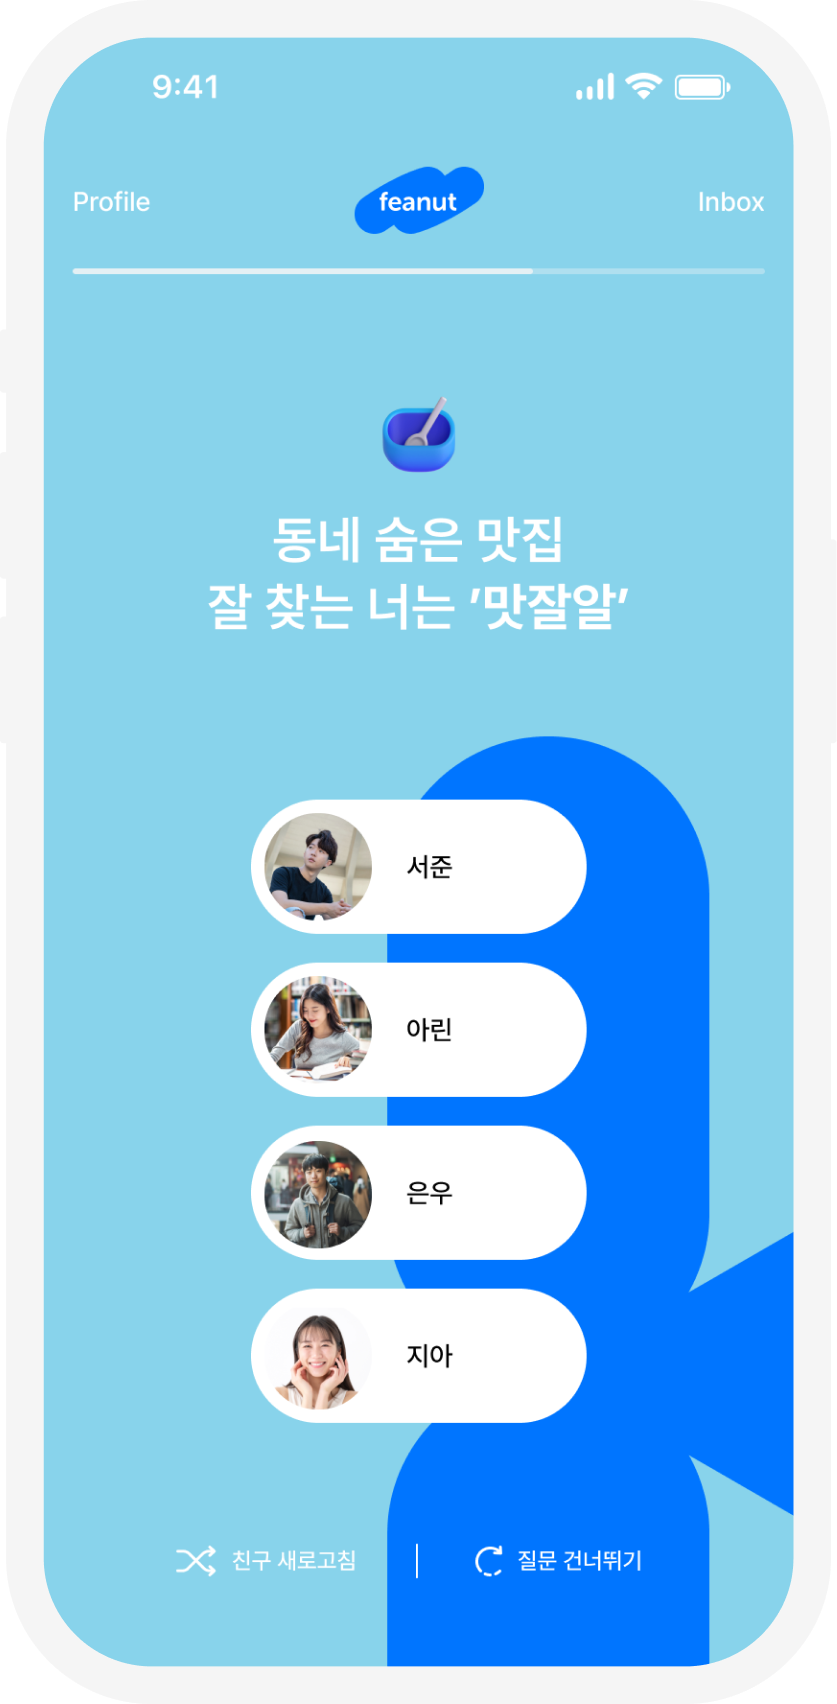 9:41
Profile
feanut
Inbox
동네 숨은 맛집
잘 찾는 너는 ’맛잘알’
서준
아린
은우
지아
친구 새로고침
질문 건너뛰기